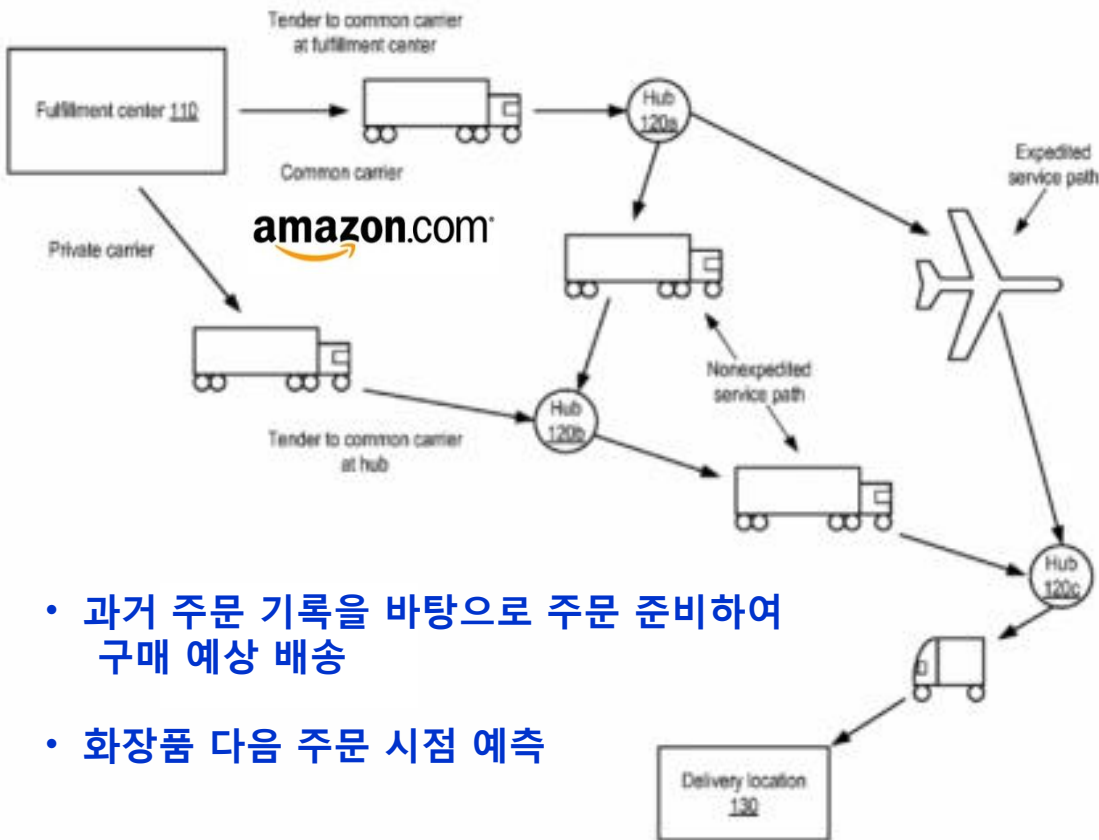 Tender to common carrier
at fulfillment center
Fulfillment center 110
Hub
120a
Common carrier
Expedited
service path
amazon.com
Private carrier
Nonexpedited
service path
Hub
120b
Tender to common carrier
at hub
Hub
120c
• 과거 주문 기록을 바탕으로 주문 준비하여
구매 예상 배송
• 화장품 다음 주문 시점 예측
Delivery location
130